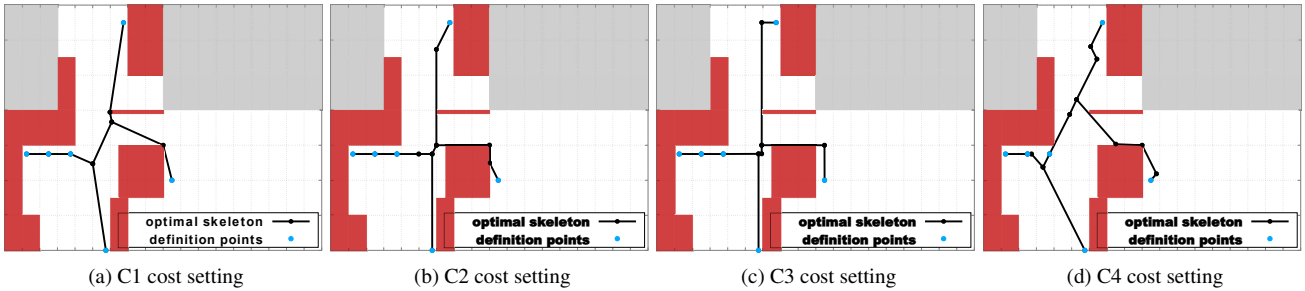 optimal skeleton
definition points
optimal skeleton
definition points
optimal skeleton
definition points
optimal skeleton
definition points
(a) C1 cost setting
(b) C2 cost setting
(c) C3 cost setting
(d) C4 cost setting